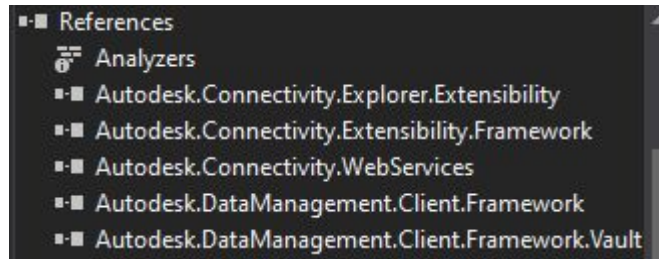 References
Analyzers
Autodesk.Connectivity.Explorer.Extensibility
Autodesk.Connectivity.Extensibility.Framework
Autodesk.Connectivity.WebServices
Autodesk.DataManagement.Client.Framework
Autodesk.DataManagement.Client.Framework.Vault